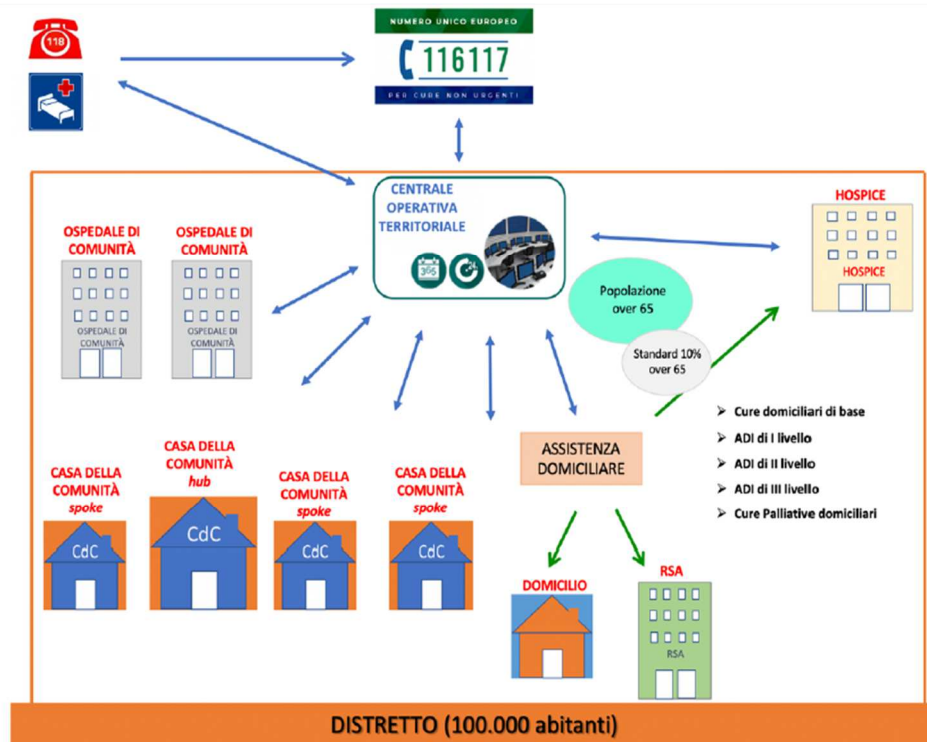 118
NUMERO UNICO EUROPEO
116117
PER CURE NON URGENTI
CENTRALE
OPERATIVA
TERRITORIALE
OSPEDALE DI
COMUNITÀ
OSPEDALE DI
COMUNITÀ
HOSPICE
HOSPICE
OSPEDALE DI
COMUNITÀ
OSPEDALE DI
COMUNITÀ
Popolazione
over 65
Standard 10%
over 65
ASSISTENZA
DOMICILIARE
➢ Cure domiciliari di base
➢ ADI di I livello
➢ ADI di II livello
➢ ADI di III livello
➢ Cure Palliative domiciliari
CASA DELLA
COMUNITÀ
spoke
CdC
CASA DELLA
COMUNITÀ
hub
CdC
CASA DELLA
COMUNITÀ
spoke
CdC
CASA DELLA
COMUNITÀ
spoke
CdC
DOMICILIO
RSA
RSA
DISTRETTO (100.000 abitanti)